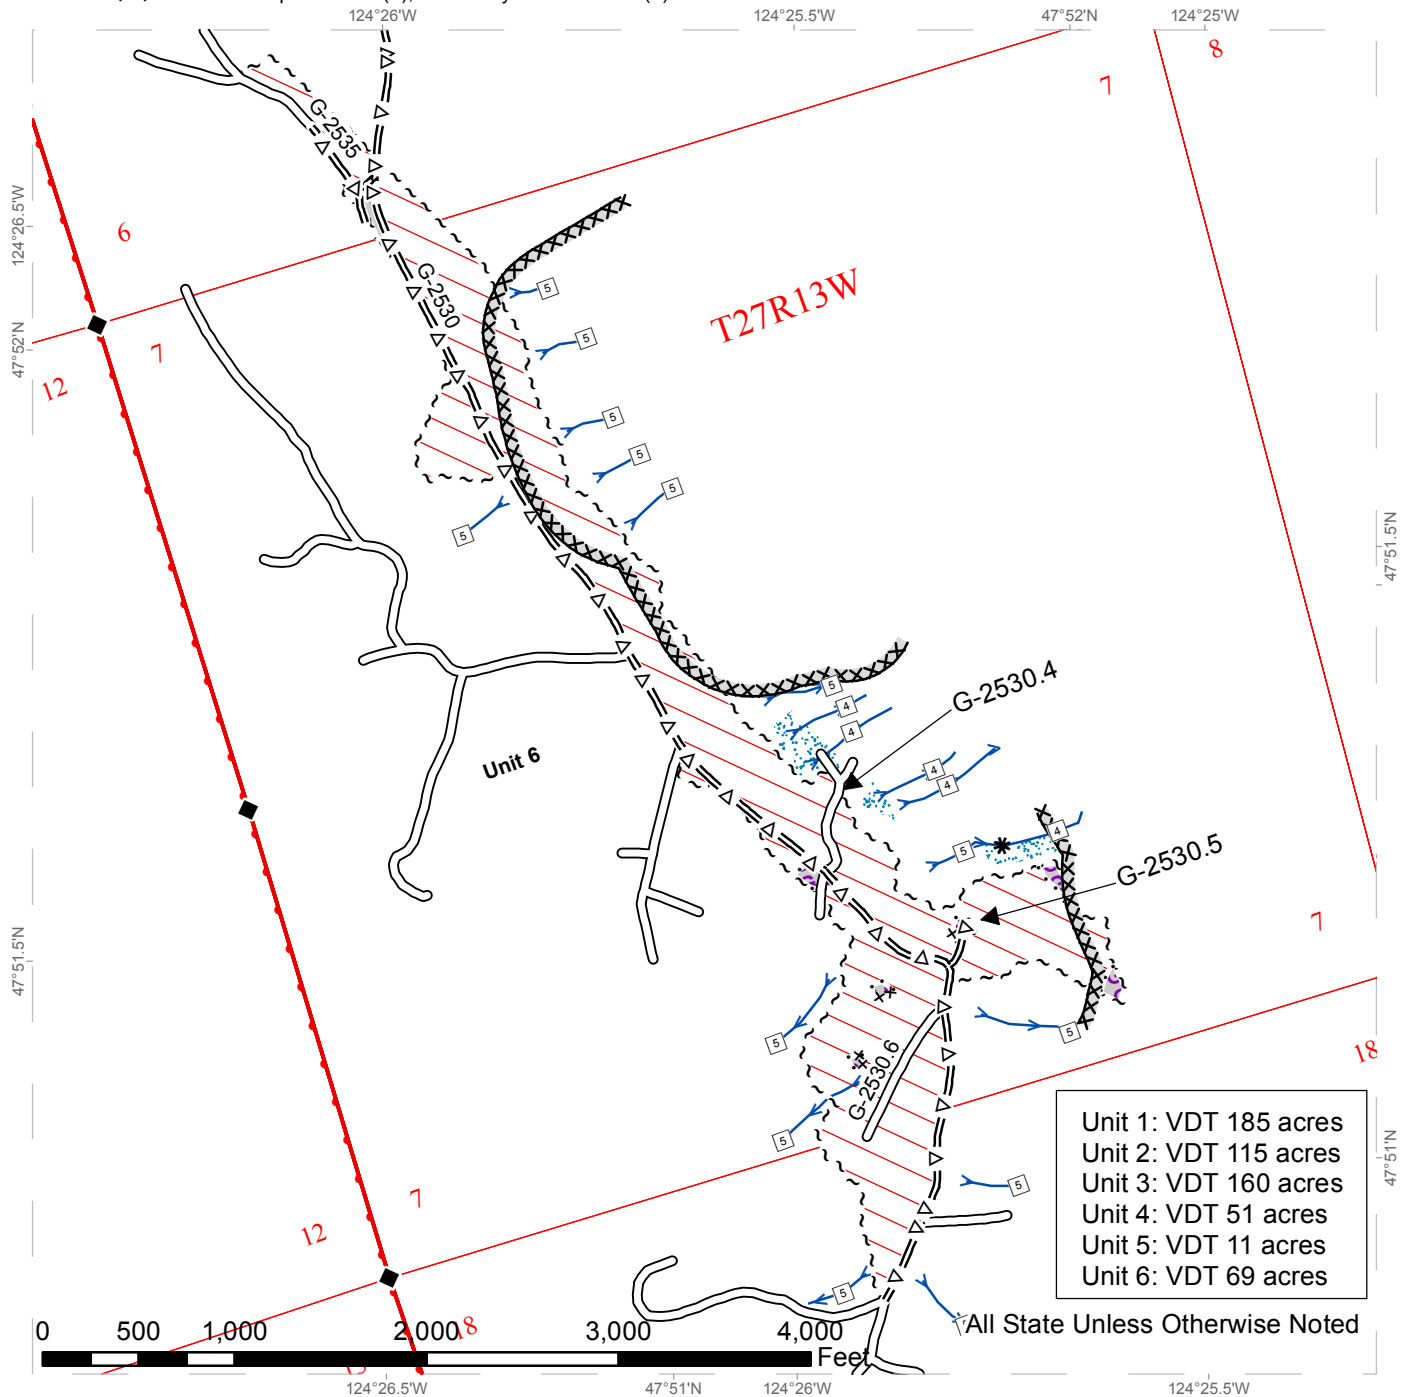 124°26'W
124°25.5'W
47°52'N
124°25'W
8
7
G-2535
124°26.5'W
6
T27R13W
G-2530
5
47°52'N
7
5
12
5
5
5
5
47°51.5'N
G-2530.4
5
4
4
Unit 6
4
4
G-2530.5
4
5
7
47°51.5'N
5
5
18
G-2530.6
5
Unit 1: VDT 185 acres
Unit 2: VDT 115 acres
Unit 3: VDT 160 acres
Unit 4: VDT 51 acres
Unit 5: VDT 11 acres
Unit 6: VDT 69 acres
47°51'N
5
7
12
5
All State Unless Otherwise Noted
18
0 500 1,000 2,000 3,000 4,000
Feet
124°26.5'W
47°51'N
124°26'W
124°25.5'W